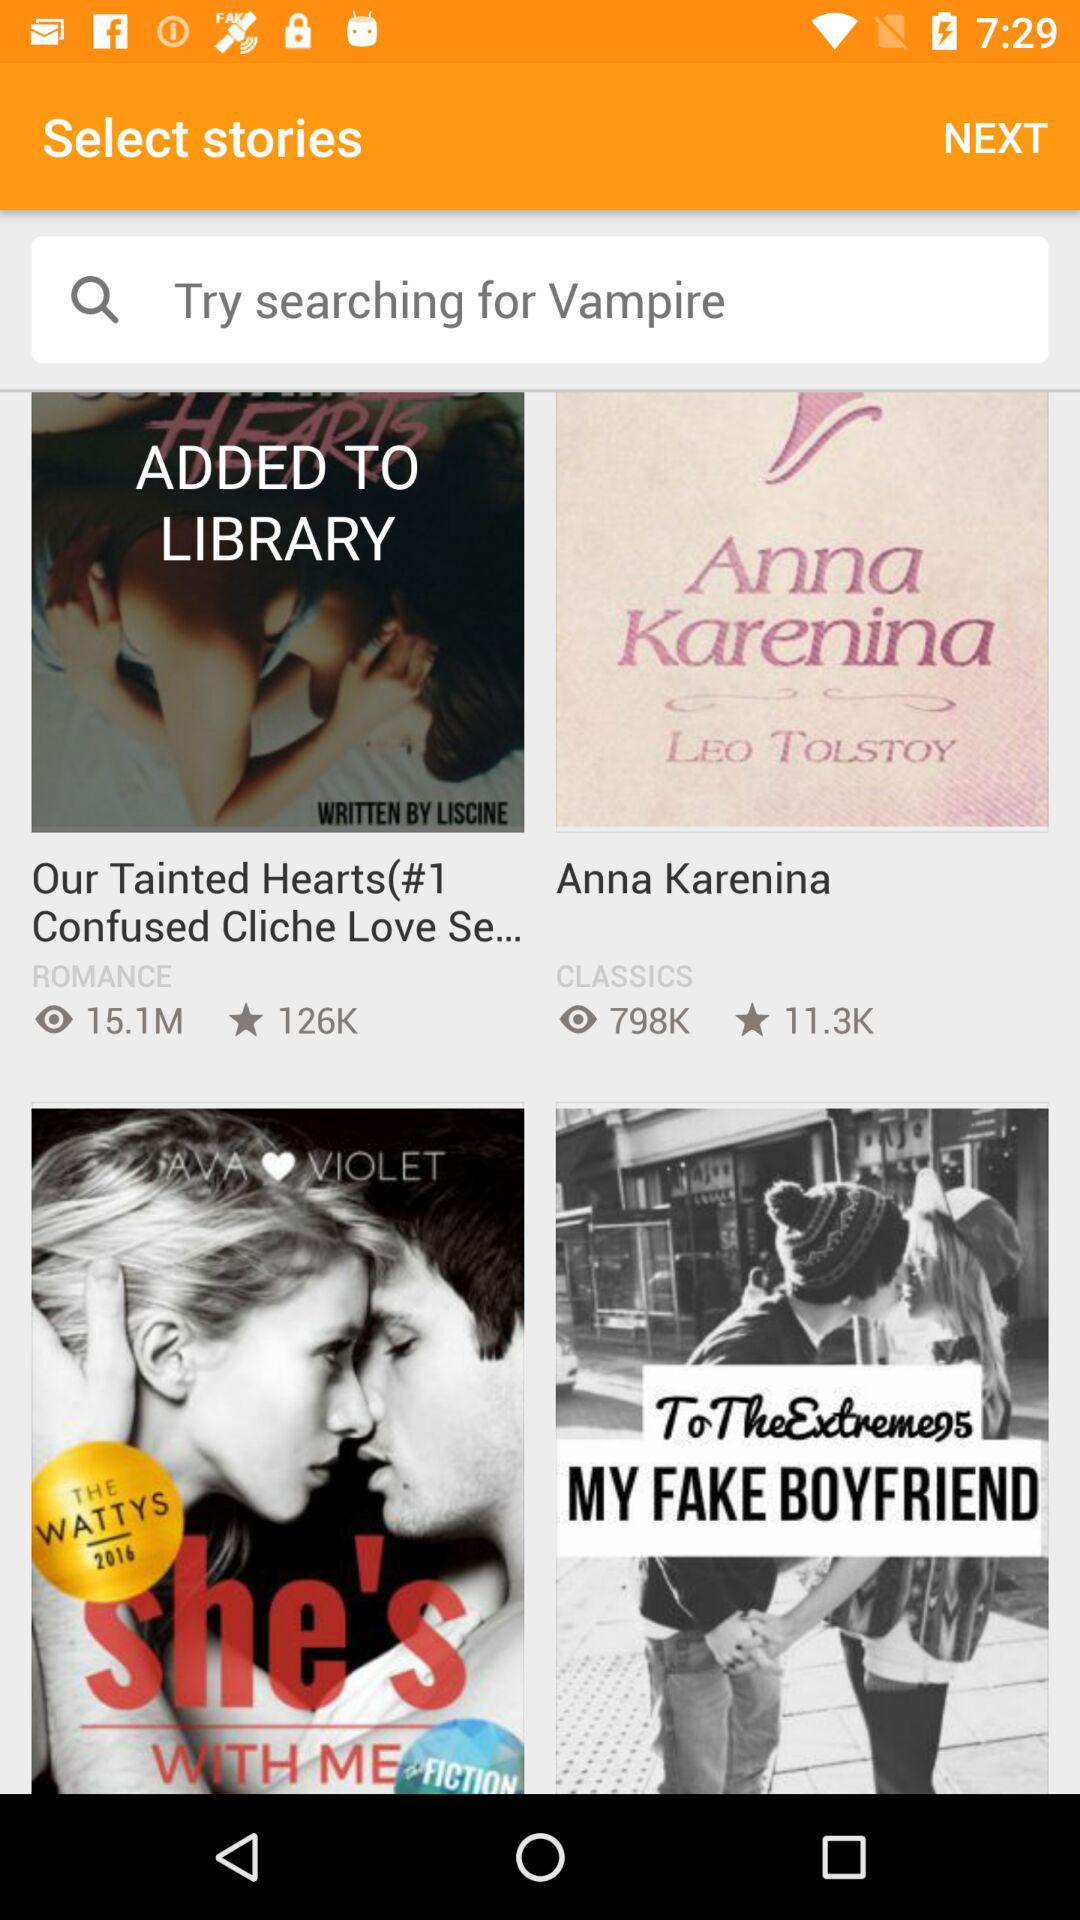 FAKE
7:29
Select stories
NEXT
Try searching for Vampire
HEARTS
ADDED TO
LIBRARY
WRITTEN BY LISCINE
Anna
Karenina
LEO TOLSTOY
Our Tainted Hearts(#1
Confused Cliche Love Se...
ROMANCE
15.1M 126K
Anna Karenina
CLASSICS
798K 11.3K
AVA VIOLET
THE
WATTYS
2016
she's
WITH ME
FICTION
ToTheExtreme95
MY FAKE BOYFRIEND